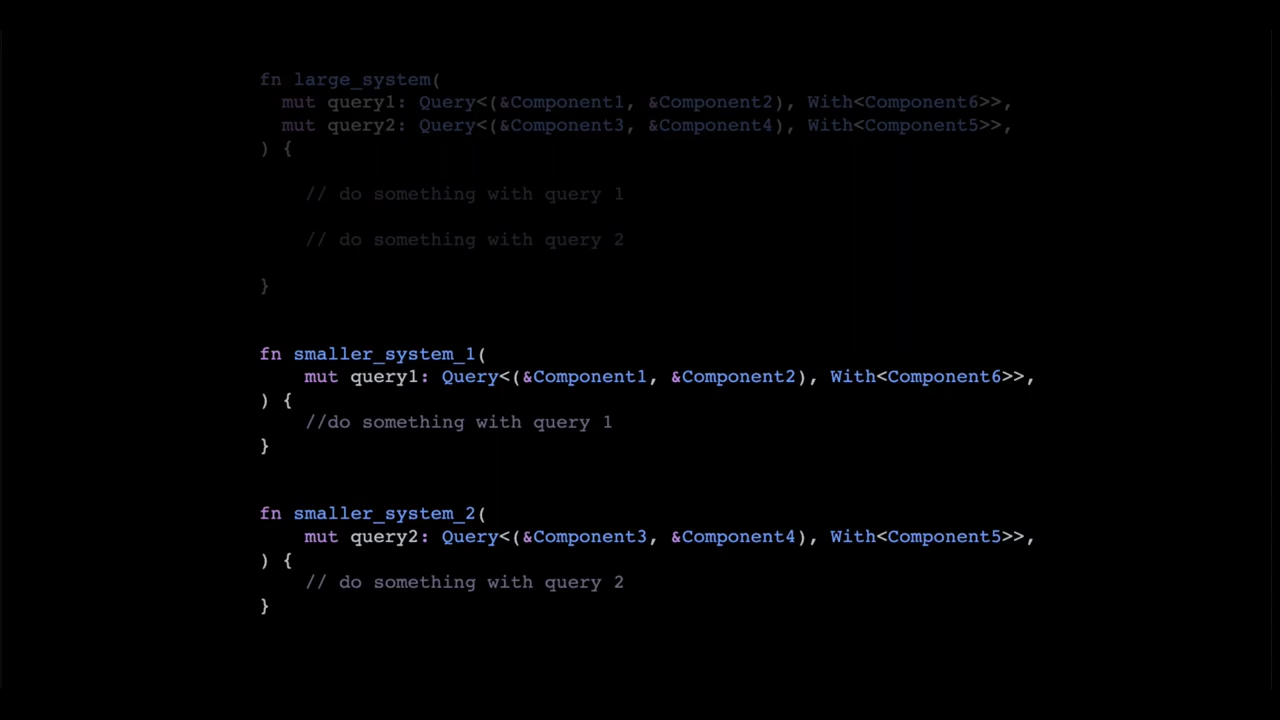 fn large_system(
  mut query1: Query<(&Component1, &Component2), With<Component6>>,
  mut query2: Query<(&Component3, &Component4), With<Component5>>,
) {
    // do something with query 1
    // do something with query 2
}
fn smaller_system_1(
    mut query1: Query<(&Component1, &Component2), With<Component6>>,
) {
    //do something with query 1
}
fn smaller_system_2(
    mut query2: Query<(&Component3, &Component4), With<Component5>>,
) {
    // do something with query 2
}